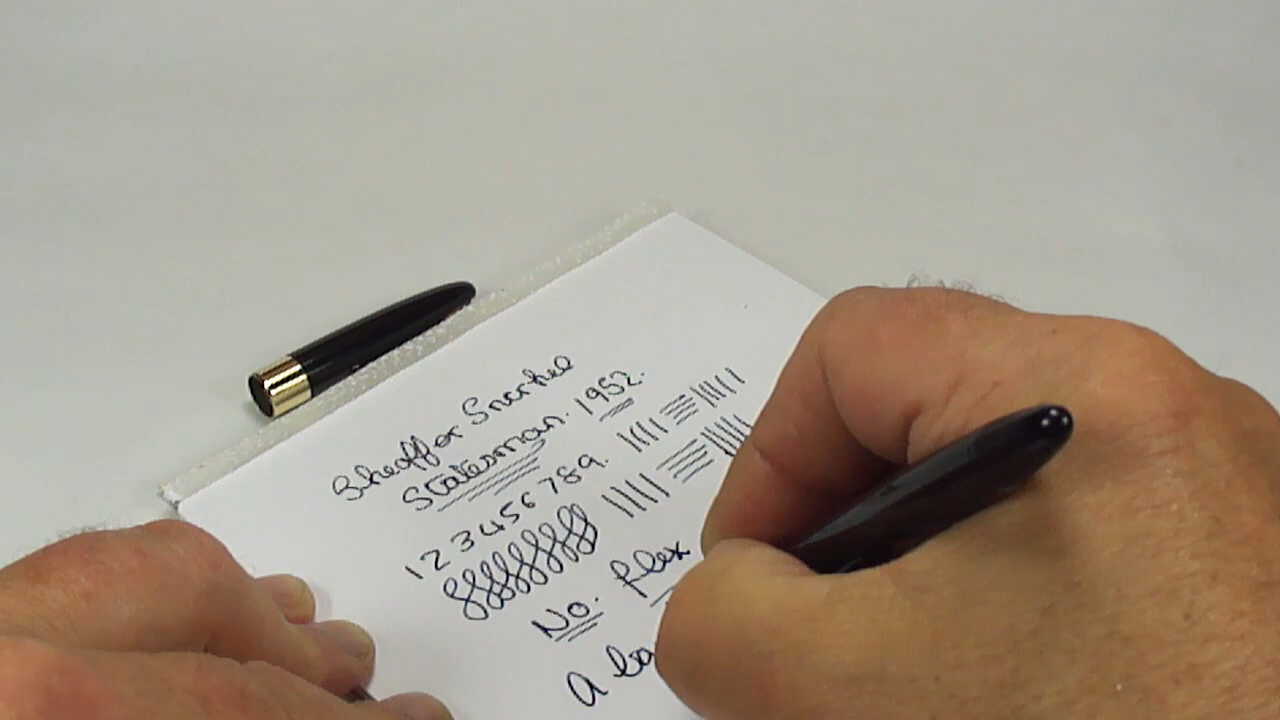 Sheaffer Snorkel
Statesman. 1952.
123456789.
No. flex
A